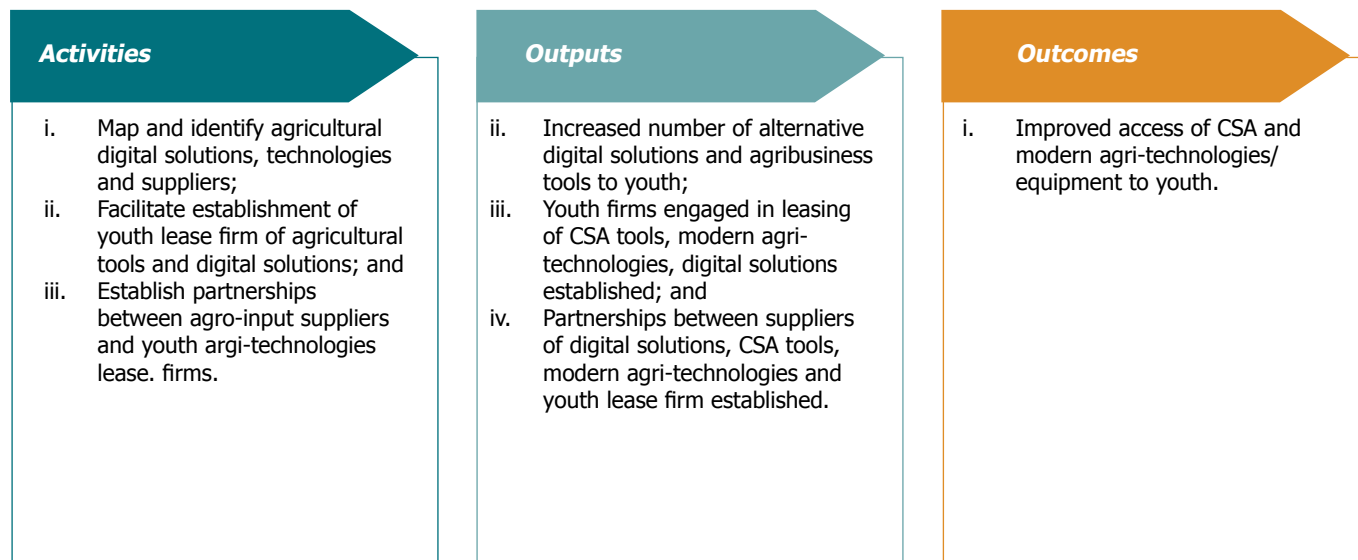 Activities
i. Map and identify agricultural
digital solutions, technologies
and suppliers;
ii. Facilitate establishment of
youth lease firm of agricultural
tools and digital solutions; and
iii. Establish partnerships
between agro-input suppliers
and youth argi-technologies
lease. firms.
Outputs
ii. Increased number of alternative
digital solutions and agribusiness
tools to youth;
iii. Youth firms engaged in leasing
of CSA tools, modern agri-
technologies, digital solutions
established; and
iv. Partnerships between suppliers
of digital solutions, CSA tools,
modern agri-technologies and
youth lease firm established.
Outcomes
i. Improved access of CSA and
modern agri-technologies/
equipment to youth.